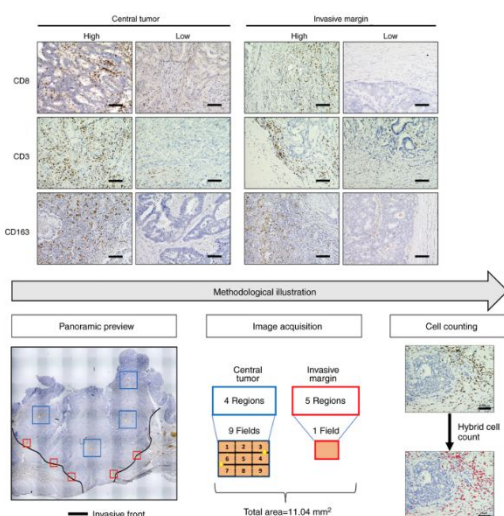 Central tumor Invasive margin
High Low High Low
CD8
CD3
CD163
Methodological illustration
Panoramic preview Image acquisition Cell counting
Central tumor Invasive margin
4 Regions 5 Regions
9 Fields 1 Field
1 2 3
6 5 4
7 8 9
Total area=11.04 mm²
Hybrid cell count
Invasive front